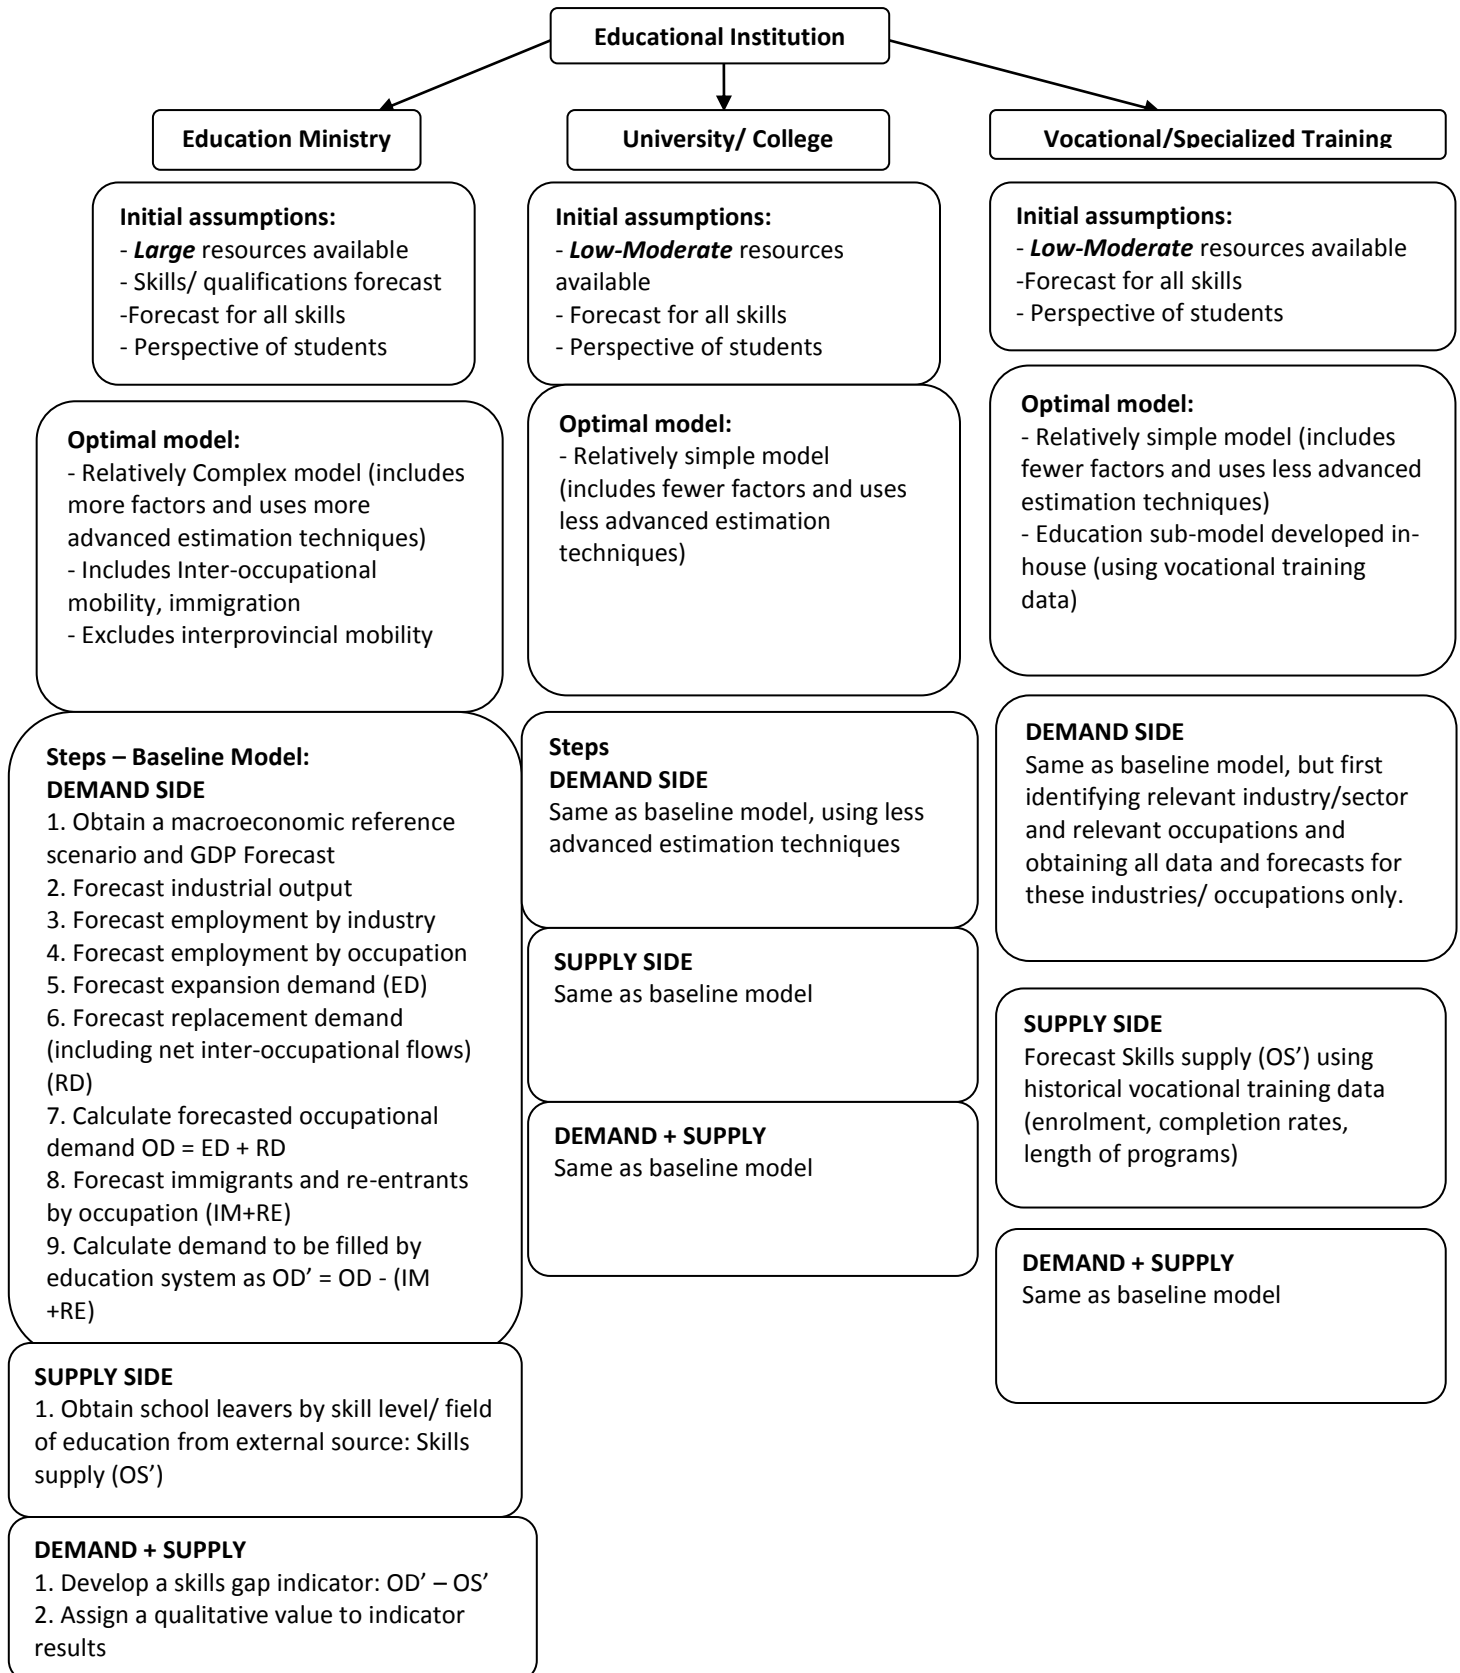 Educational Institution
Education Ministry
University/ College
Vocational/Specialized Training
Initial assumptions:
- Large resources available
- Skills/ qualifications forecast
-Forecast for all skills
- Perspective of students
Initial assumptions:
- Low-Moderate resources
available
- Forecast for all skills
- Perspective of students
Initial assumptions:
- Low-Moderate resources available
-Forecast for all skills
- Perspective of students
Optimal model:
- Relatively Complex model (includes
more factors and uses more
advanced estimation techniques)
- Includes Inter-occupational
mobility, immigration
- Excludes interprovincial mobility
Optimal model:
- Relatively simple model
(includes fewer factors and uses
less advanced estimation
techniques)
Optimal model:
- Relatively simple model (includes
fewer factors and uses less advanced
estimation techniques)
- Education sub-model developed in-
house (using vocational training
data)
Steps – Baseline Model:
DEMAND SIDE
1. Obtain a macroeconomic reference
scenario and GDP Forecast
2. Forecast industrial output
3. Forecast employment by industry
4. Forecast employment by occupation
5. Forecast expansion demand (ED)
6. Forecast replacement demand
(including net inter-occupational flows)
(RD)
7. Calculate forecasted occupational
demand OD = ED + RD
8. Forecast immigrants and re-entrants
by occupation (IM+RE)
9. Calculate demand to be filled by
education system as OD’ = OD - (IM
+RE)
Steps
DEMAND SIDE
Same as baseline model, using less
advanced estimation techniques
DEMAND SIDE
Same as baseline model, but first
identifying relevant industry/sector
and relevant occupations and
obtaining all data and forecasts for
these industries/ occupations only.
SUPPLY SIDE
Same as baseline model
SUPPLY SIDE
Forecast Skills supply (OS’) using
historical vocational training data
(enrolment, completion rates,
length of programs)
DEMAND + SUPPLY
Same as baseline model
DEMAND + SUPPLY
Same as baseline model
SUPPLY SIDE
1. Obtain school leavers by skill level/ field
of education from external source: Skills
supply (OS’)
DEMAND + SUPPLY
1. Develop a skills gap indicator: OD’ – OS’
2. Assign a qualitative value to indicator
results